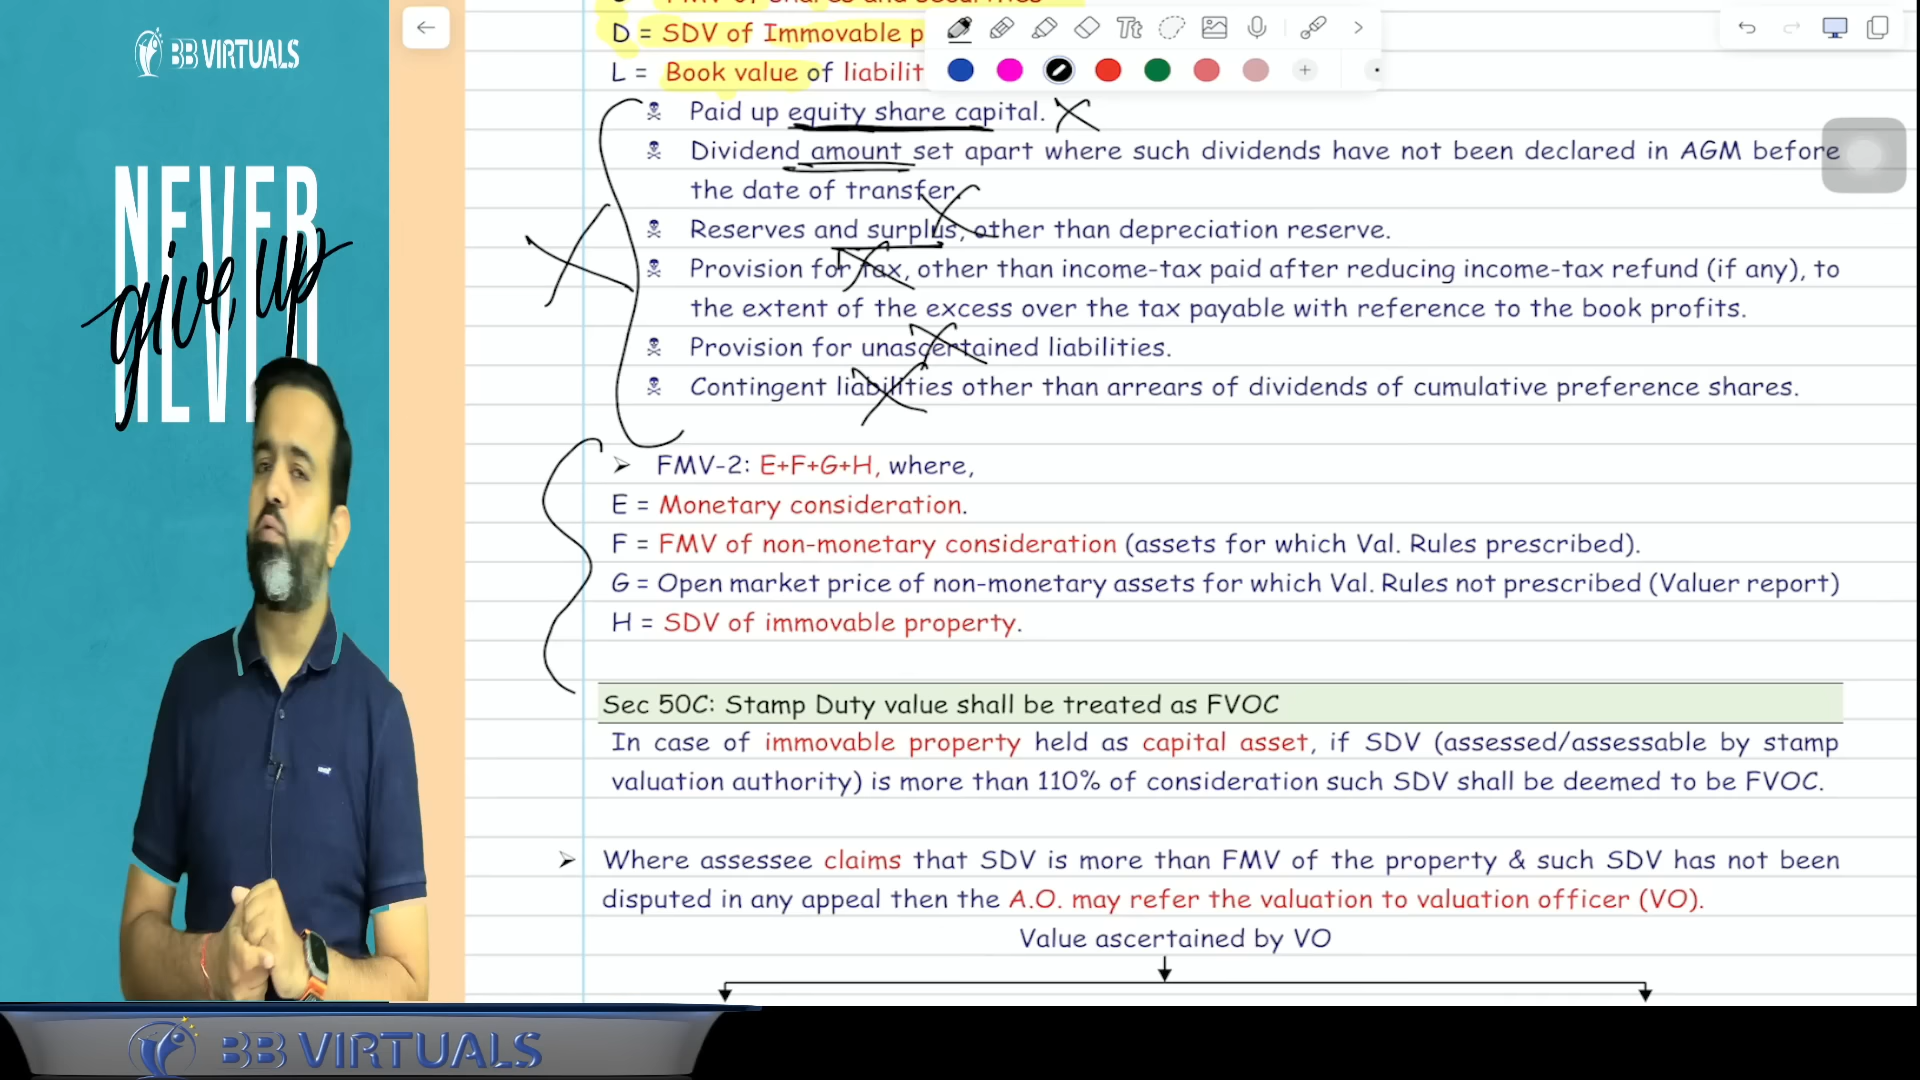 BB VIRTUALS
NEVER
give up
D = SDV of Immovable p
L = Book value of liabilit
Paid up equity share capital.
Dividend amount set apart where such dividends have not been declared in AGM before
the date of transfer.
Reserves and surplus, other than depreciation reserve.
Provision for tax, other than income-tax paid after reducing income-tax refund (if any), to
the extent of the excess over the tax payable with reference to the book profits.
Provision for unascertained liabilities.
Contingent liabilities other than arrears of dividends of cumulative preference shares.
FMV-2: E+F+G+H, where,
E = Monetary consideration.
F = FMV of non-monetary consideration (assets for which Val. Rules prescribed).
G = Open market price of non-monetary assets for which Val. Rules not prescribed (Valuer report)
H = SDV of immovable property.
Sec 50C: Stamp Duty value shall be treated as FVOC
In case of immovable property held as capital asset, if SDV (assessed/assessable by stamp
valuation authority) is more than 110% of consideration such SDV shall be deemed to be FVOC.
Where assessee claims that SDV is more than FMV of the property & such SDV has not been
disputed in any appeal then the A.O. may refer the valuation to valuation officer (VO).
Value ascertained by VO
BB VIRTUALS